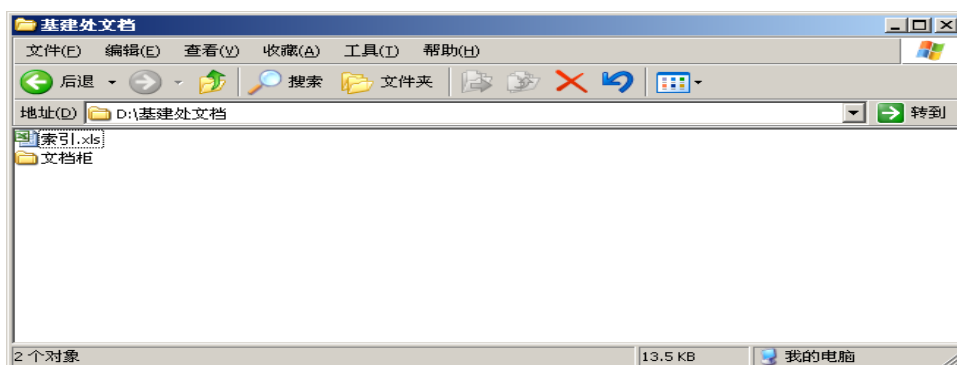 基建处文档
文件(F) 编辑(E) 查看(V) 收藏(A) 工具(T) 帮助(H)
后退 搜索 文件夹
地址(D) D:\基建处文档 转到
索引.xls
文档柜
2 个对象 13.5 KB 我的电脑